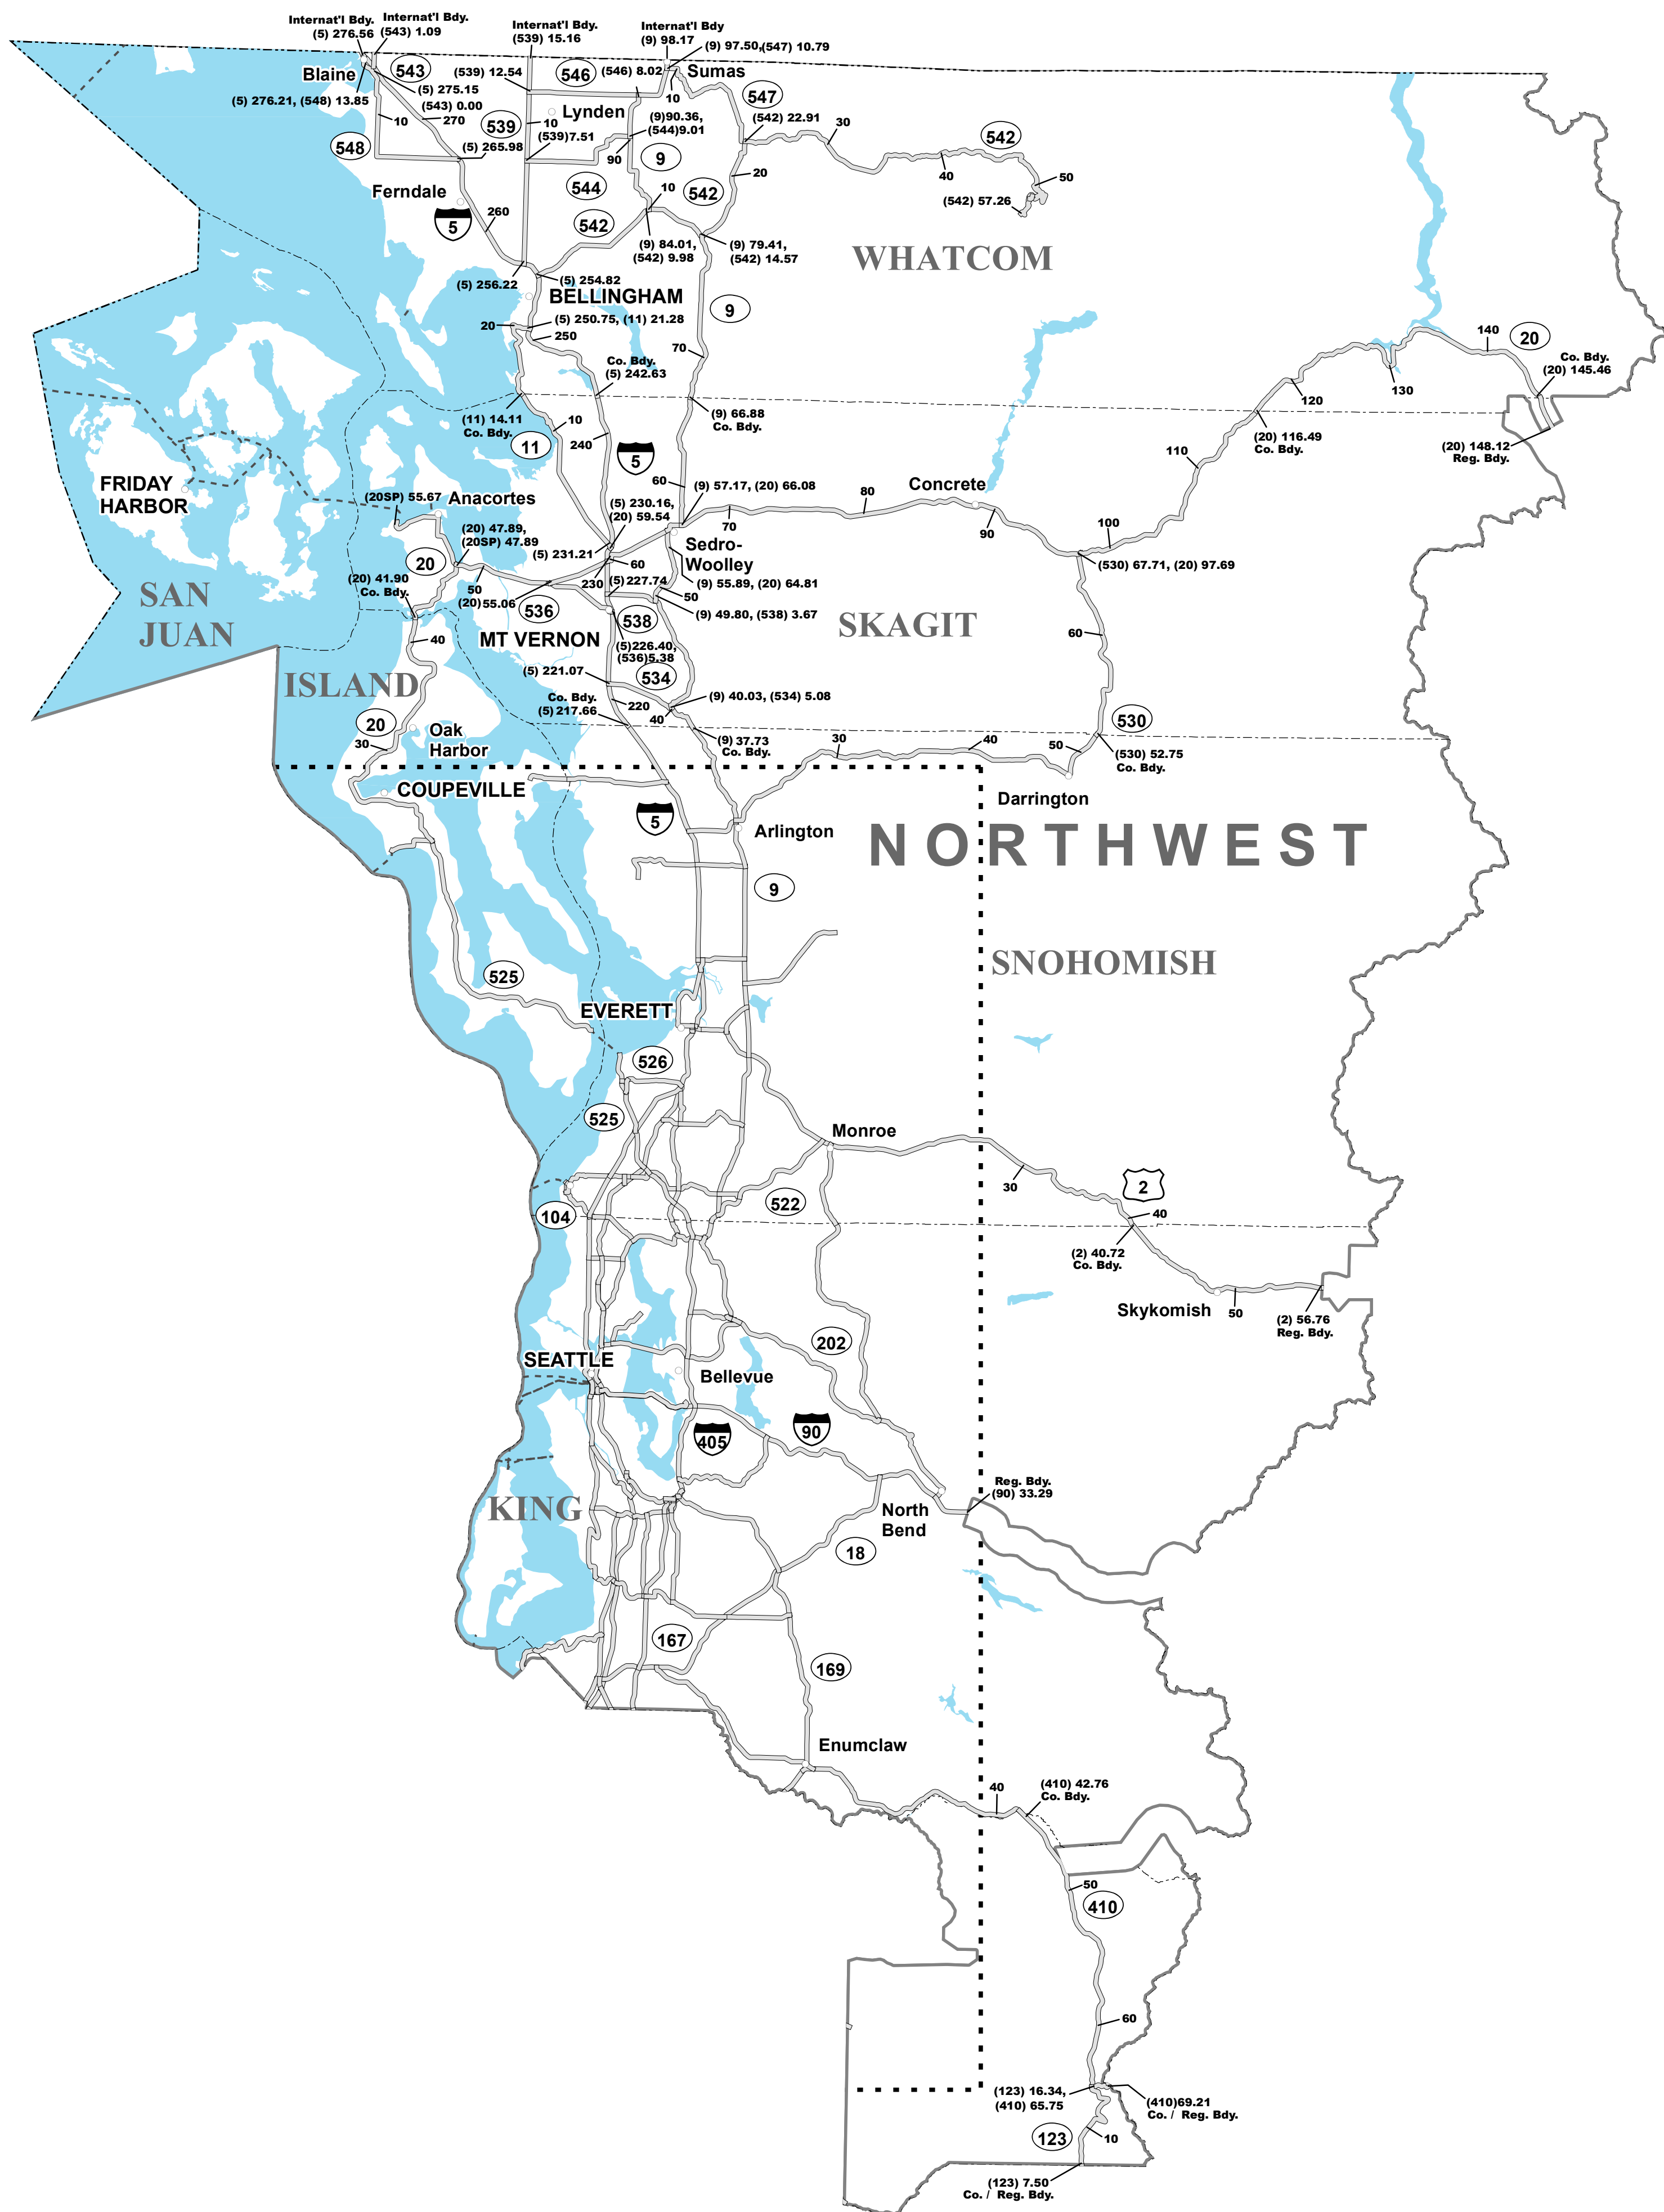 Internat'l Bdy.
(5) 276.56
Internat'l Bdy.
(543) 1.09
Internat'l Bdy.
(539) 15.16
Internat'l Bdy
(9) 98.17
(9) 97.50,(547) 10.79
Blaine
543
(539) 12.54
546
(546) 8.02
Sumas
(5) 275.15
(5) 276.21, (548) 13.85
(543) 0.00
270
10
Lynden
10
547
539
10
(9)90.36,
(544)9.01
(542) 22.91
30
548
(5) 265.98
(539)7.51
90
9
542
40
50
20
Ferndale
544
10
542
(542) 57.26
5
260
542
(9) 84.01,
(542) 9.98
(9) 79.41,
(542) 14.57
WHATCOM
(5) 256.22
(5) 254.82
BELLINGHAM
9
20
(5) 250.75, (11) 21.28
250
70
140
20
Co. Bdy.
(5) 242.63
Co. Bdy.
(20) 145.46
130
120
(11) 14.11
Co. Bdy.
10
(9) 66.88
Co. Bdy.
11
240
5
(20) 116.49
Co. Bdy.
(20) 148.12
Reg. Bdy.
110
FRIDAY
HARBOR
60
(9) 57.17, (20) 66.08
80
Concrete
(20SP) 55.67
Anacortes
(5) 230.16,
(20) 59.54
70
90
100
(20) 47.89,
(20SP) 47.89
(5) 231.21
Sedro-
Woolley
20
60
(530) 67.71, (20) 97.69
(20) 41.90
Co. Bdy.
50
230
(5)227.74
(9) 55.89, (20) 64.81
(20)55.06
536
50
(9) 49.80, (538) 3.67
SAN
JUAN
538
SKAGIT
60
40
MT VERNON
(5)226.40,
(536)5.38
(5) 221.07
534
ISLAND
Co. Bdy.
(5) 217.66
220
(9) 40.03, (534) 5.08
40
20
Oak
Harbor
30
(9) 37.73
Co. Bdy.
30
40
50
530
(530) 52.75
Co. Bdy.
COUPEVILLE
Darrington
5
Arlington
NORTHWEST
9
SNOHOMISH
525
EVERETT
526
525
Monroe
30
2
522
104
40
(2) 40.72
Co. Bdy.
Skykomish
50
(2) 56.76
Reg. Bdy.
202
SEATTLE
Bellevue
405
90
Reg. Bdy.
(90) 33.29
KING
North
Bend
18
167
169
Enumclaw
40
(410) 42.76
Co. Bdy.
50
410
60
(123) 16.34,
(410) 65.75
(410)69.21
Co. / Reg. Bdy.
123
10
(123) 7.50
Co. / Reg. Bdy.